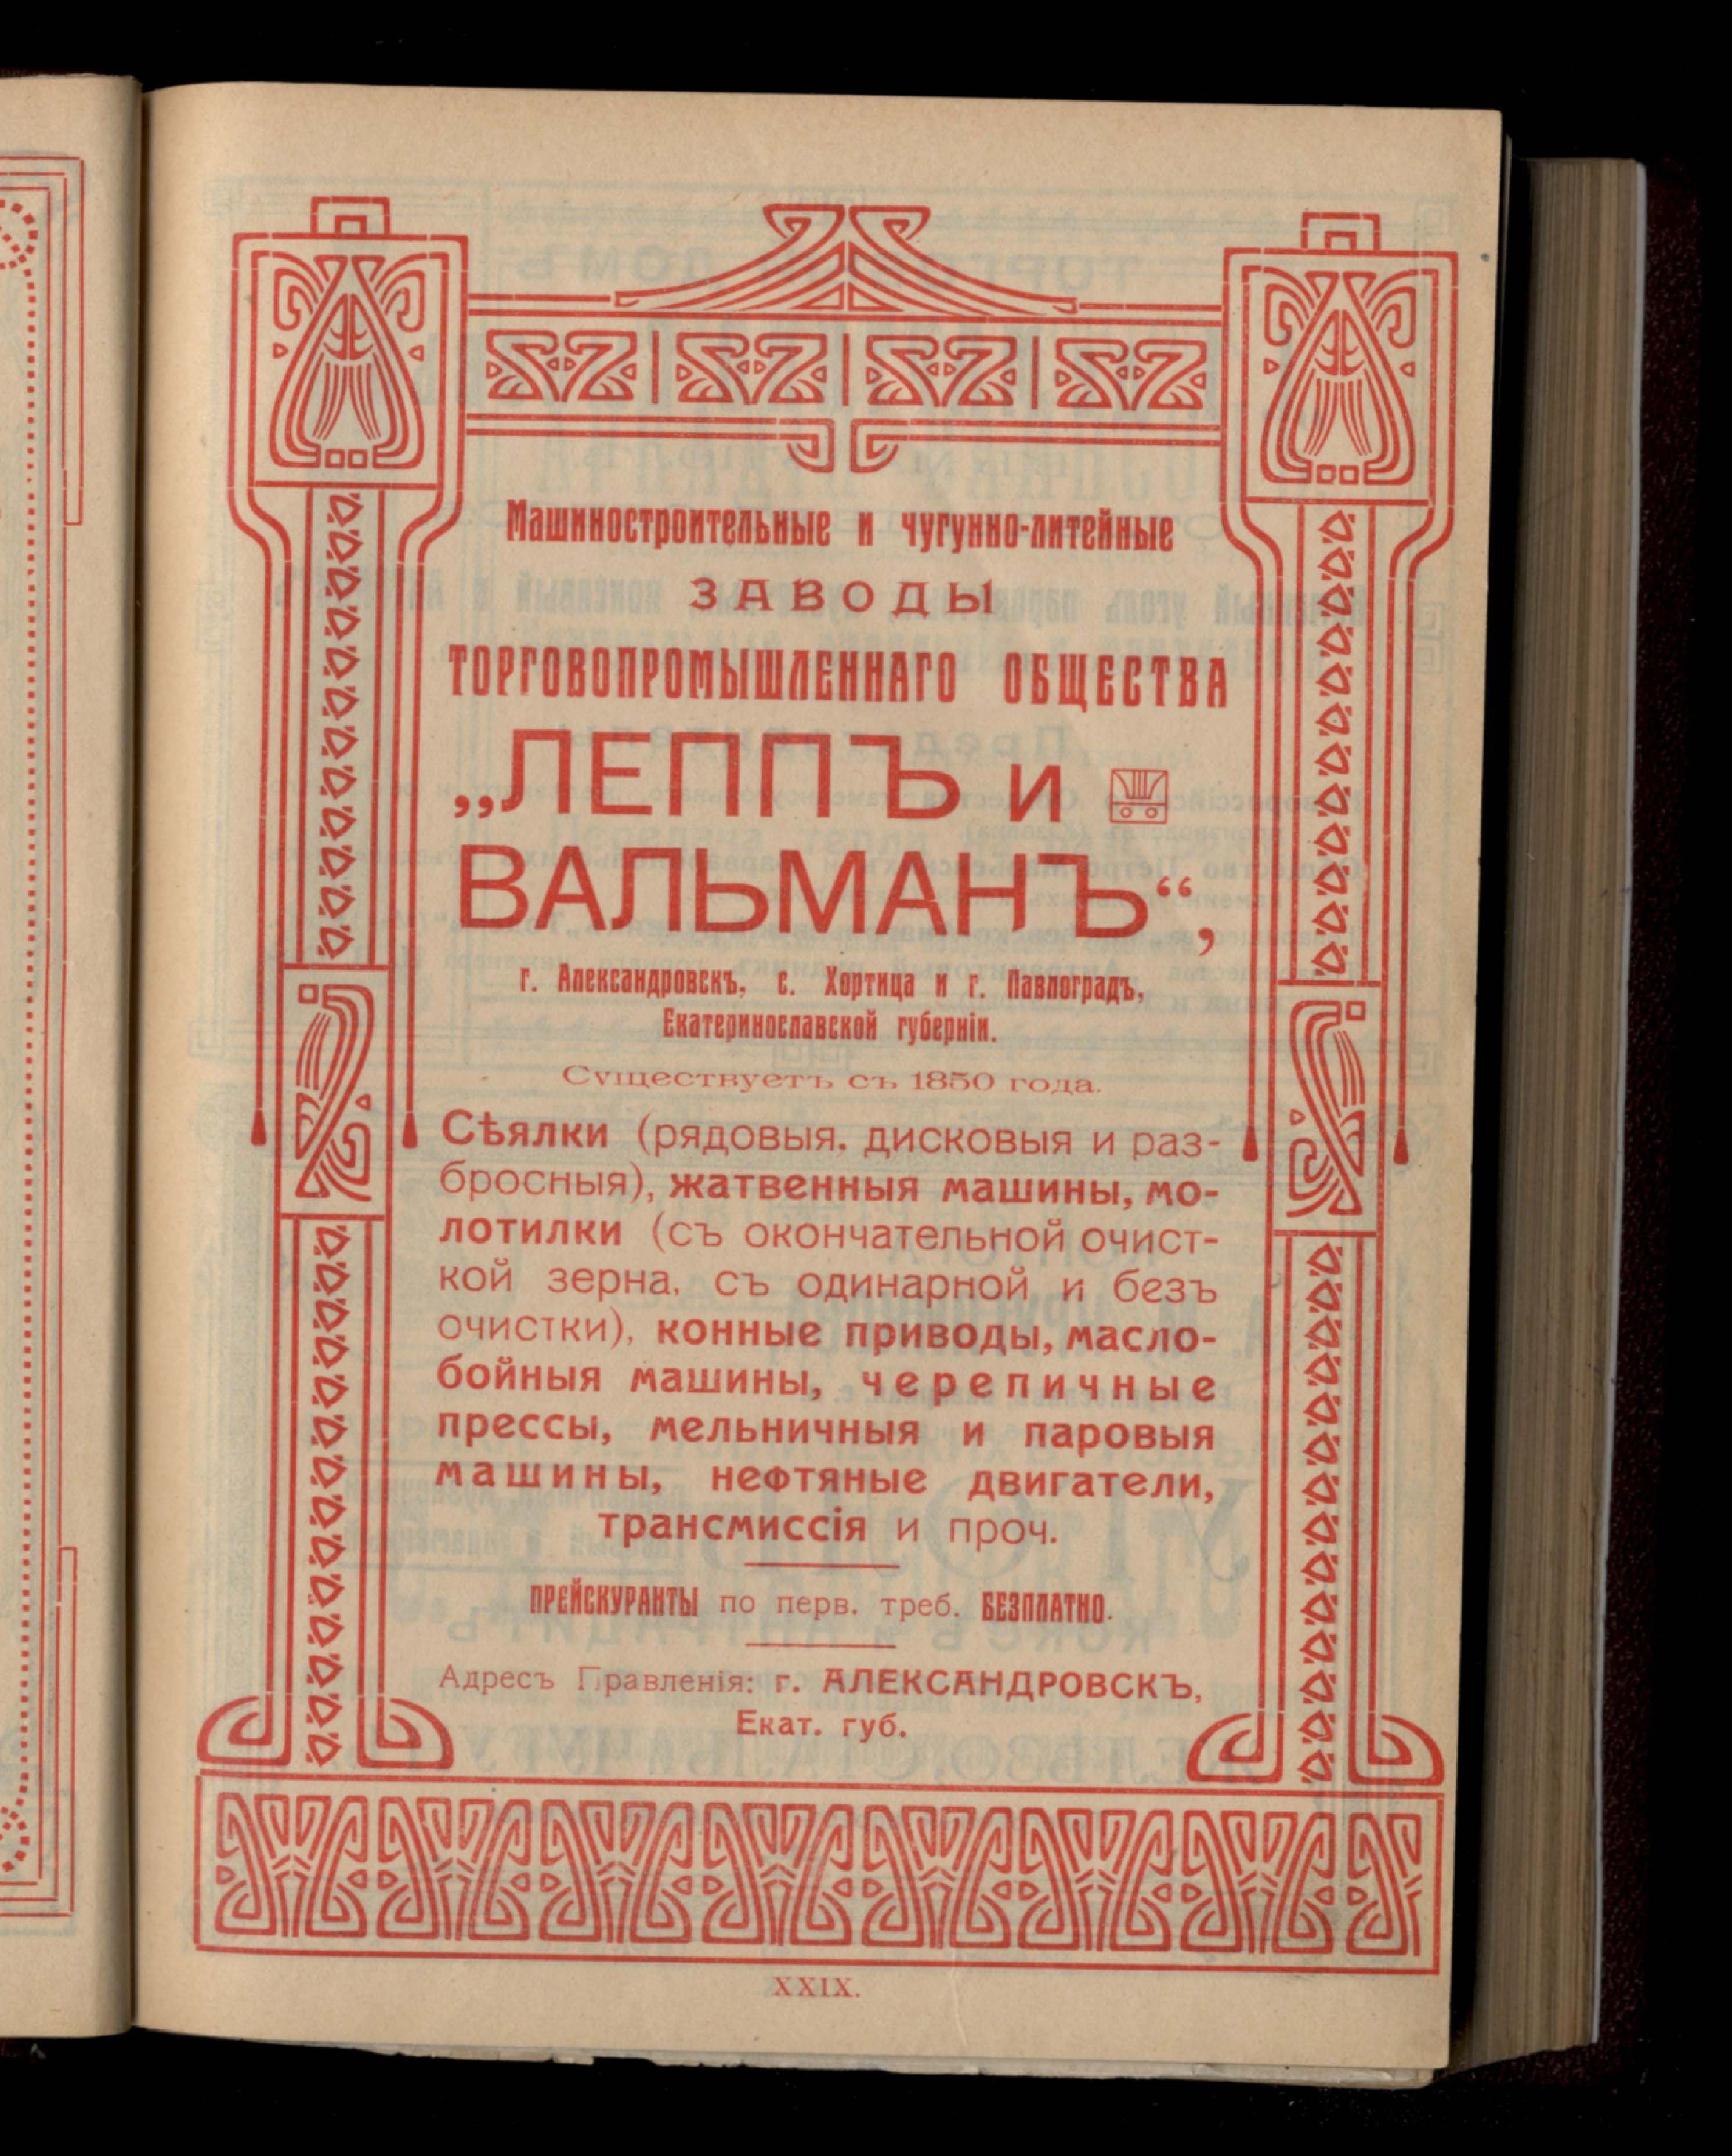 Машиностроительные и чугунно-литейные
ЗАВОДЫ
ТОРГОВОПРОМЫШЛЕННАГО ОБЩЕСТВА
„ЛЕППЪ и
ВАЛЬМАНЪ“,
г. Александровскъ, с. Хортица и г. Павлоградъ,
Екатеринославской губерніи.
Существуетъ съ 1850 года.
Сѣялки (рядовыя, дисковыя и раз-
бросныя), жатвенныя машины, мо-
лотилки (съ окончательной очист-
кой зерна, съ одинарной и безъ
очистки), конные приводы, масло-
бойныя машины, черепичные
прессы, мельничныя и паровыя
машины, нефтяные двигатели,
трансмиссія и проч.
ПРЕЙСКУРАНТЫ по перв. треб. БЕЗПЛАТНО.
Адресъ Правленія: г. АЛЕКСАНДРОВСКЪ,
Екат. губ.
XXIX.